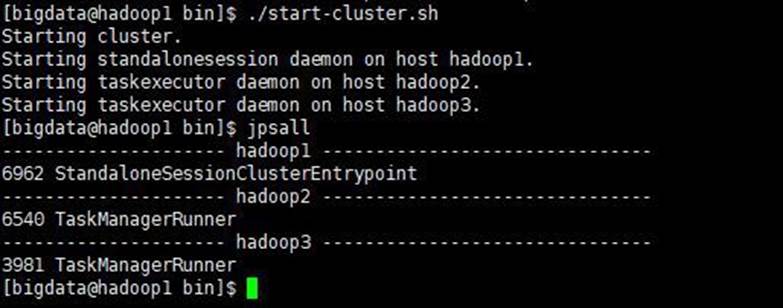 [bigdata@hadoop1 bin]$ ./start-cluster.sh
Starting cluster.
Starting standalonesession daemon on host hadoop1.
Starting taskexecutor daemon on host hadoop2.
Starting taskexecutor daemon on host hadoop3.
[bigdata@hadoop1 bin]$ jpsall
--------------------- hadoop1 -------------------------------
6962 StandaloneSessionClusterEntrypoint
--------------------- hadoop2 -------------------------------
6540 TaskManagerRunner
--------------------- hadoop3 -------------------------------
3981 TaskManagerRunner
[bigdata@hadoop1 bin]$